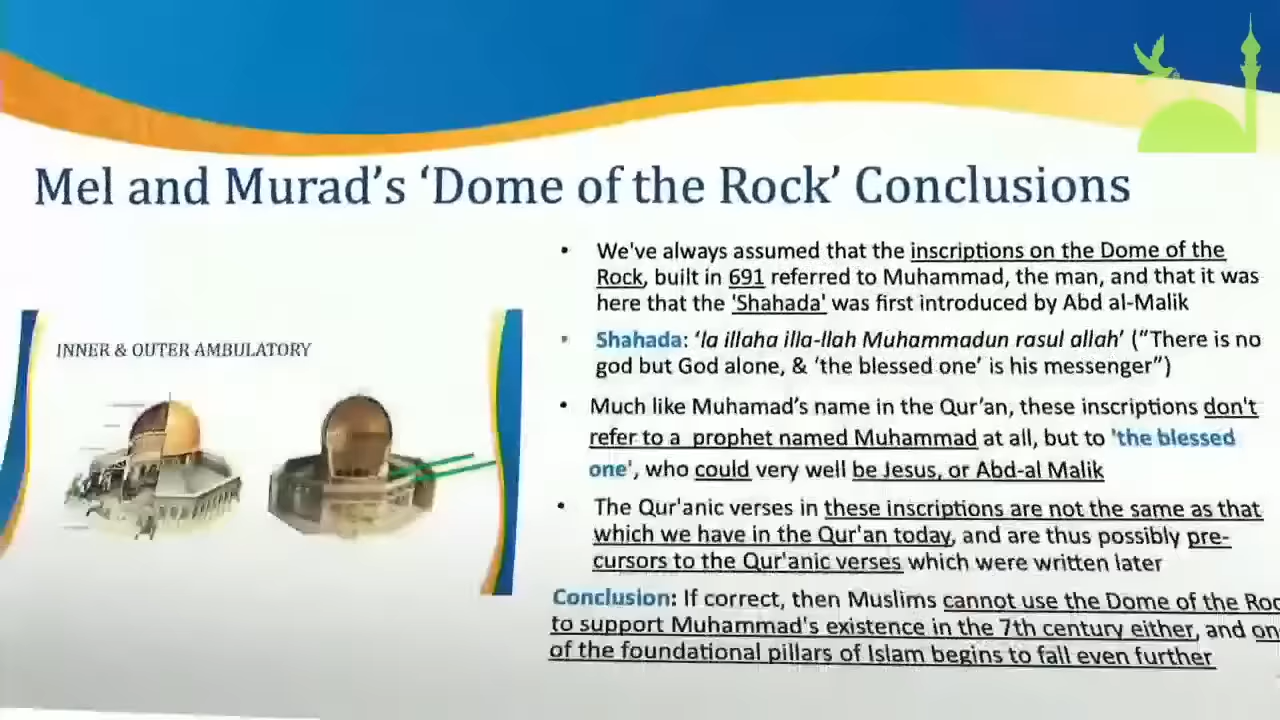 Mel and Murad's 'Dome of the Rock' Conclusions
INNER & OUTER AMBULATORY
• We've always assumed that the inscriptions on the Dome of the
Rock, built in 691 referred to Muhammad, the man, and that it was
here that the 'Shahada' was first introduced by Abd al-Malik
• Shahada: 'la illaha illa-llah Muhammadun rasul allah' ("There is no
god but God alone, & 'the blessed one' is his messenger")
• Much like Muhamad's name in the Qur'an, these inscriptions don't
refer to a prophet named Muhammad at all, but to 'the blessed
one', who could very well be Jesus, or Abd-al Malik
• The Qur'anic verses in these inscriptions are not the same as that
which we have in the Qur'an today, and are thus possibly pre-
cursors to the Qur'anic verses which were written later
Conclusion: If correct, then Muslims cannot use the Dome of the Roc
to support Muhammad's existence in the 7th century either, and on
of the foundational pillars of Islam begins to fall even further